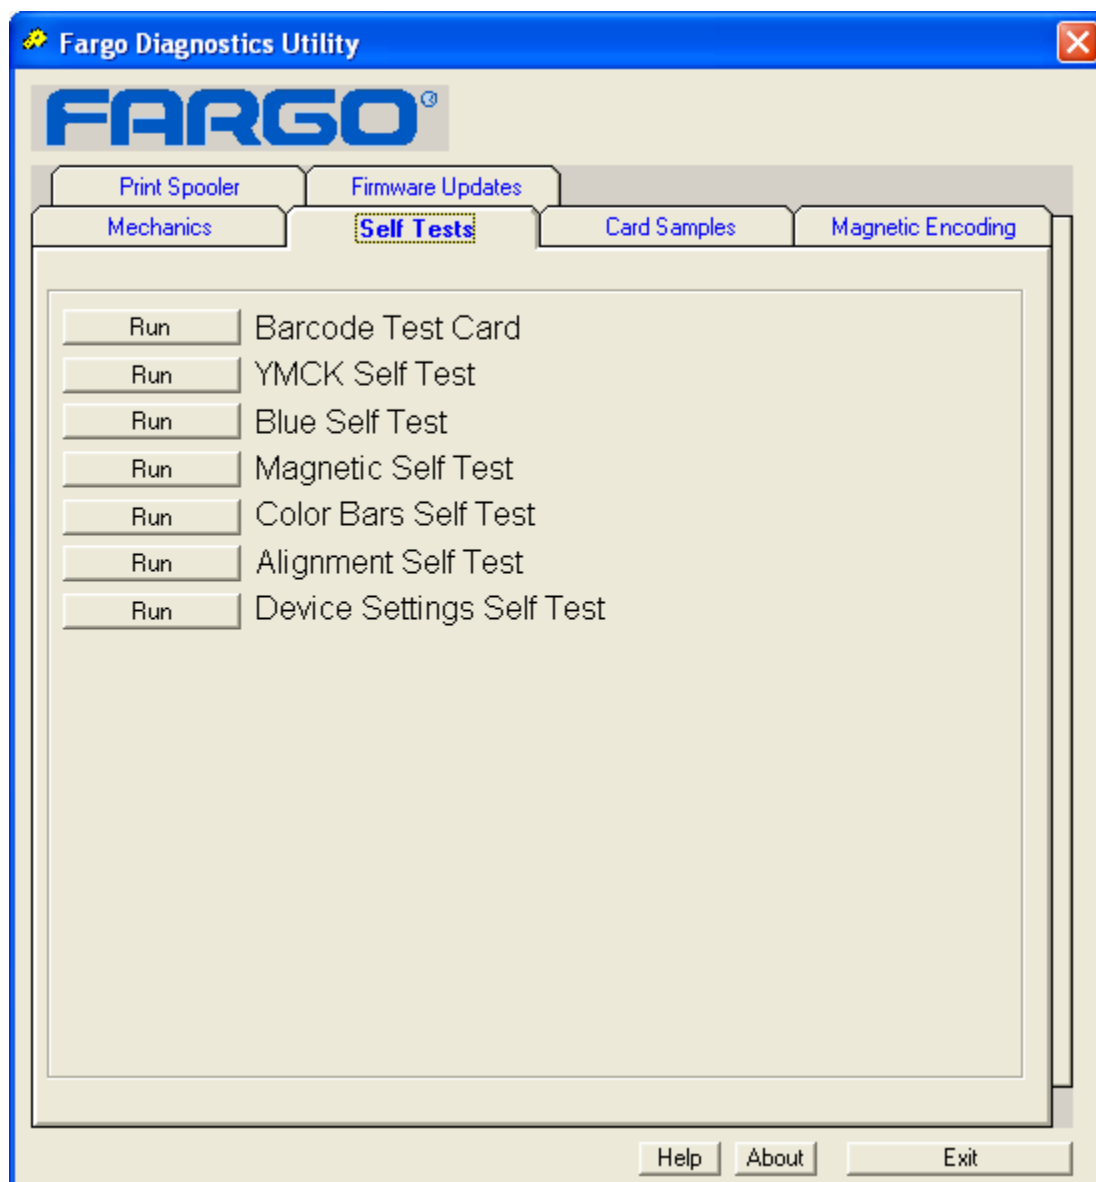 Fargo Diagnostics Utility
FARGO®
Print Spooler Firmware Updates
Mechanics Self Tests Card Samples Magnetic Encoding
Run Barcode Test Card
Run YMCK Self Test
Run Blue Self Test
Run Magnetic Self Test
Run Color Bars Self Test
Run Alignment Self Test
Run Device Settings Self Test
Help About Exit